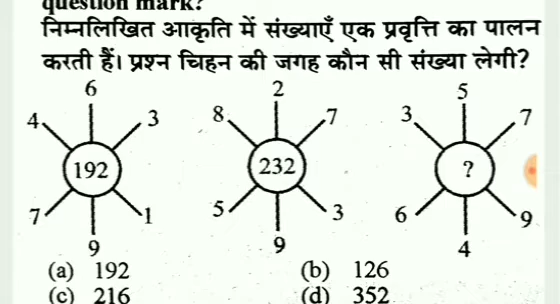 question mark?
निम्नलिखित आकृति में संख्याएँ एक प्रवृत्ति का पालन
करती हैं। प्रश्न चिहन की जगह कौन सी संख्या लेगी?
6 2 5
4 3 8 7 3 7
192 232 ?
7 1 5 3 6 9
9 9 4
(a) 192 (b) 126
(c) 216 (d) 352